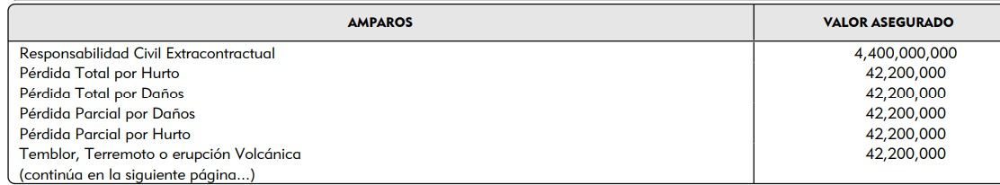 AMPAROS VALOR ASEGURADO
Responsabilidad Civil Extracontractual 4,400,000,000
Pérdida Total por Hurto 42,200,000
Pérdida Total por Daños 42,200,000
Pérdida Parcial por Daños 42,200,000
Pérdida Parcial por Hurto 42,200,000
Temblor, Terremoto o erupción Volcánica 42,200,000
(continúa en la siguiente página...)